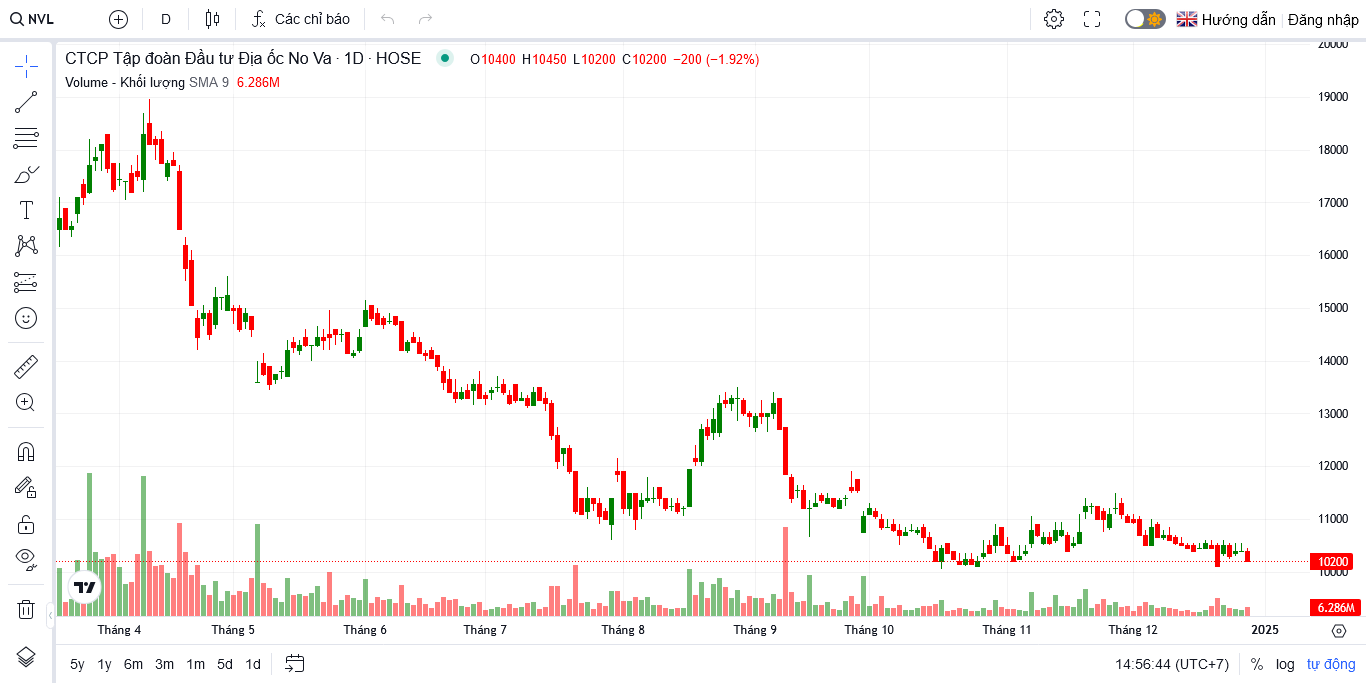 NVL D Các chỉ báo Hướng dẫn Đăng nhập
CTCP Tập đoàn Đầu tư Địa ốc No Va · 1D · HOSE O10400 H10450 L10200 C10200 −200 (−1.92%)
Volume - Khối lượng SMA 9 6.286M
20000
19000
18000
17000
16000
15000
14000
13000
12000
11000
10200
10000
6.286M
Tháng 4 Tháng 5 Tháng 6 Tháng 7 Tháng 8 Tháng 9 Tháng 10 Tháng 11 Tháng 12 2025
5y 1y 6m 3m 1m 5d 1d 14:56:44 (UTC+7) % log tự động